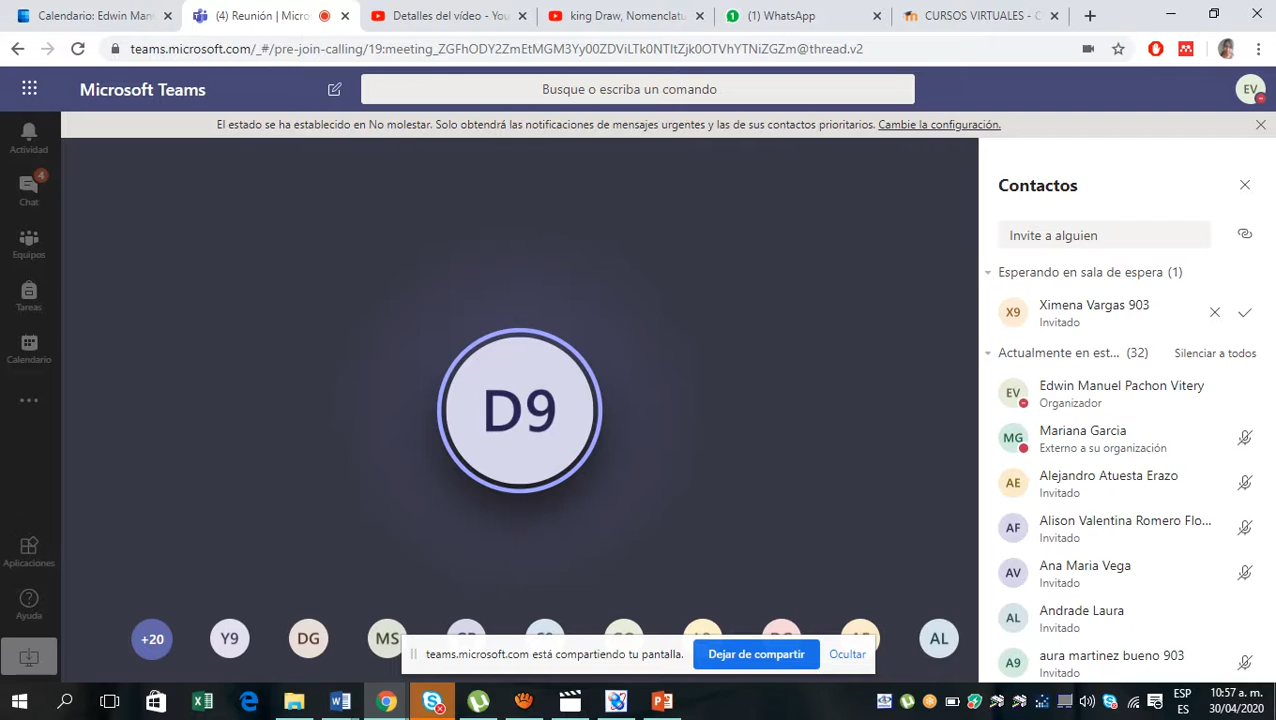 Calendario: Edwin Man
(4) Reunión | Micros
Detalles del vídeo - You
king Draw, Nomenclatu
(1) WhatsApp
CURSOS VIRTUALES - C
teams.microsoft.com/_#/pre-join-calling/19:meeting_ZGFhODY2ZmEtMGM3Yy00ZDViLTk0NTItZjk0OTVhYTNiZGZm@thread.v2
Microsoft Teams
Busque o escriba un comando
EV
El estado se ha establecido en No molestar. Solo obtendrá las notificaciones de mensajes urgentes y las de sus contactos prioritarios. Cambie la configuración.
Actividad
4
Chat
Equipos
Tareas
Calendario
Aplicaciones
Ayuda
D9
Contactos
Invite a alguien
Esperando en sala de espera (1)
X9
Ximena Vargas 903
Invitado
Actualmente en est... (32)
Silenciar a todos
EV
Edwin Manuel Pachon Vitery
Organizador
MG
Mariana Garcia
Externo a su organización
AE
Alejandro Atuesta Erazo
Invitado
AF
Alison Valentina Romero Flo...
Invitado
AV
Ana Maria Vega
Invitado
AL
Andrade Laura
Invitado
A9
aura martinez bueno 903
Invitado
+20
Y9
DG
MS
AL
teams.microsoft.com está compartiendo tu pantalla.
Dejar de compartir
Ocultar
ESP
ES
10:57 a. m.
30/04/2020